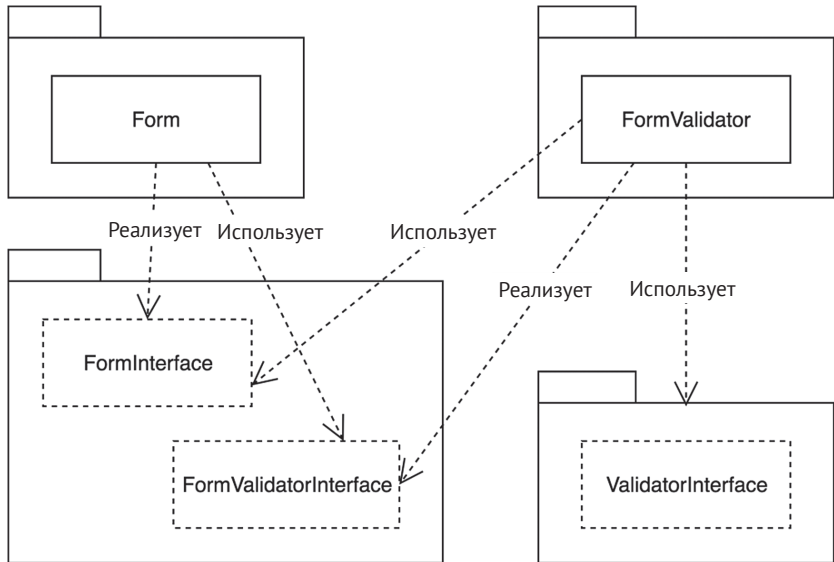 Form
FormValidator
Реализует
Использует
Использует
Реализует
Использует
FormInterface
FormValidatorInterface
ValidatorInterface